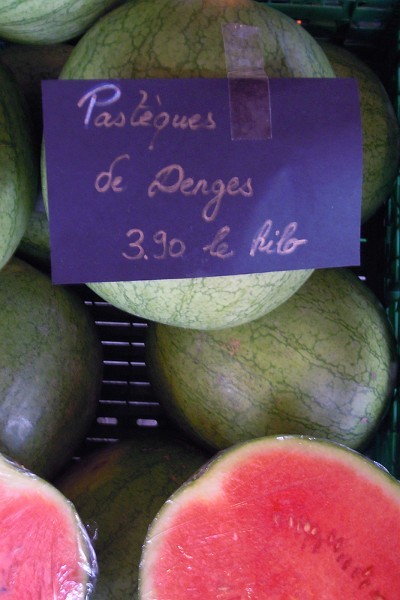 Pastèques
de Denges
3.90 le kilo